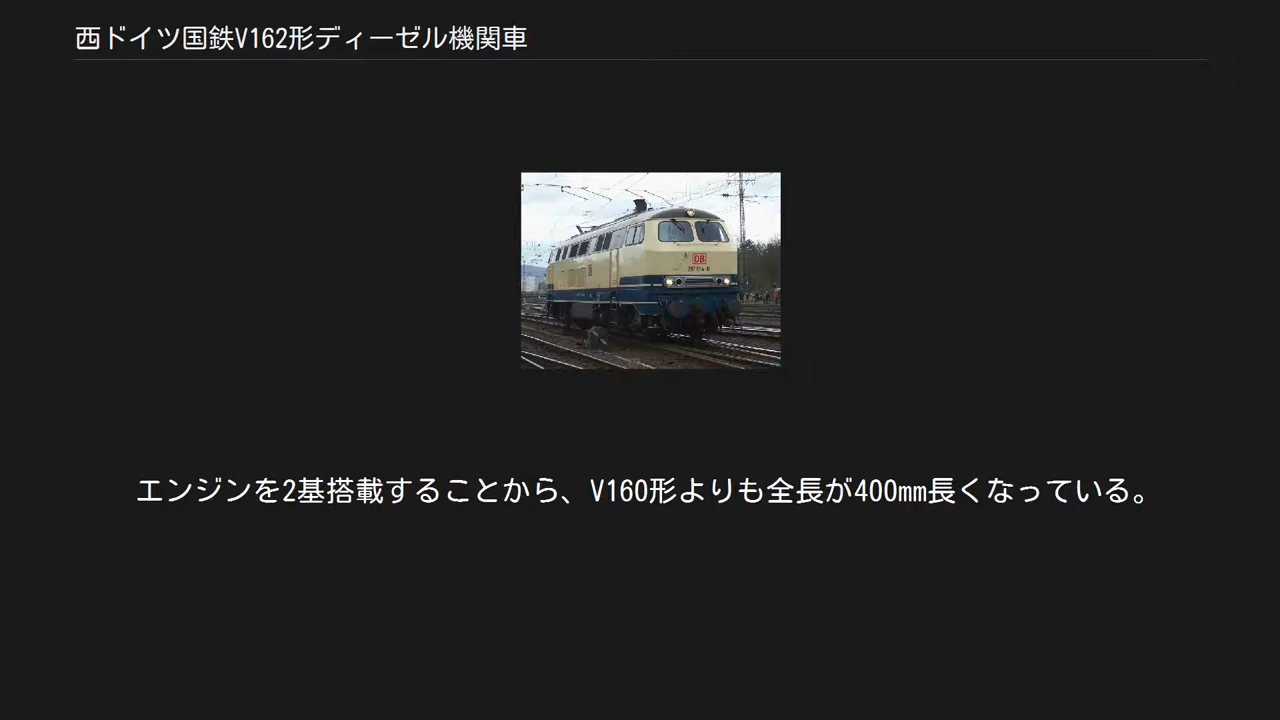 西ドイツ国鉄V162形ディーゼル機関車
DB
エンジンを2基搭載することから、V160形よりも全長が400mm長くなっている。